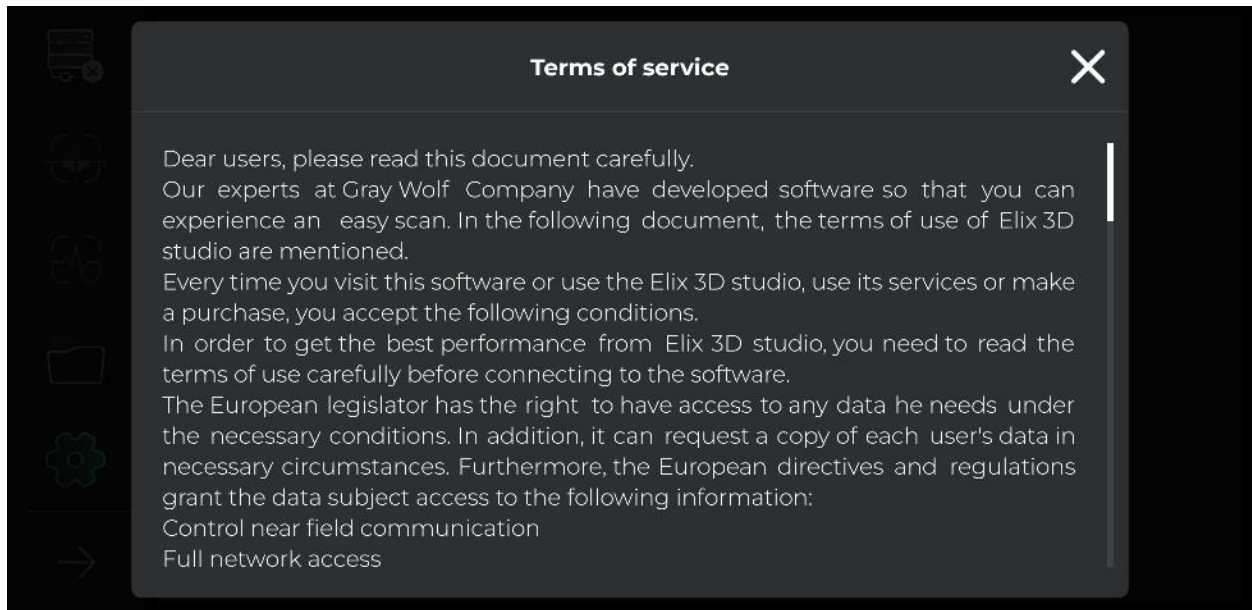 Terms of service
Dear users, please read this document carefully.
Our experts at Gray Wolf Company have developed software so that you can
experience an easy scan. In the following document, the terms of use of Elix 3D
studio are mentioned.
Every time you visit this software or use the Elix 3D studio, use its services or make
a purchase, you accept the following conditions.
In order to get the best performance from Elix 3D studio, you need to read the
terms of use carefully before connecting to the software.
The European legislator has the right to have access to any data he needs under
the necessary conditions. In addition, it can request a copy of each user's data in
necessary circumstances. Furthermore, the European directives and regulations
grant the data subject access to the following information:
Control near field communication
Full network access